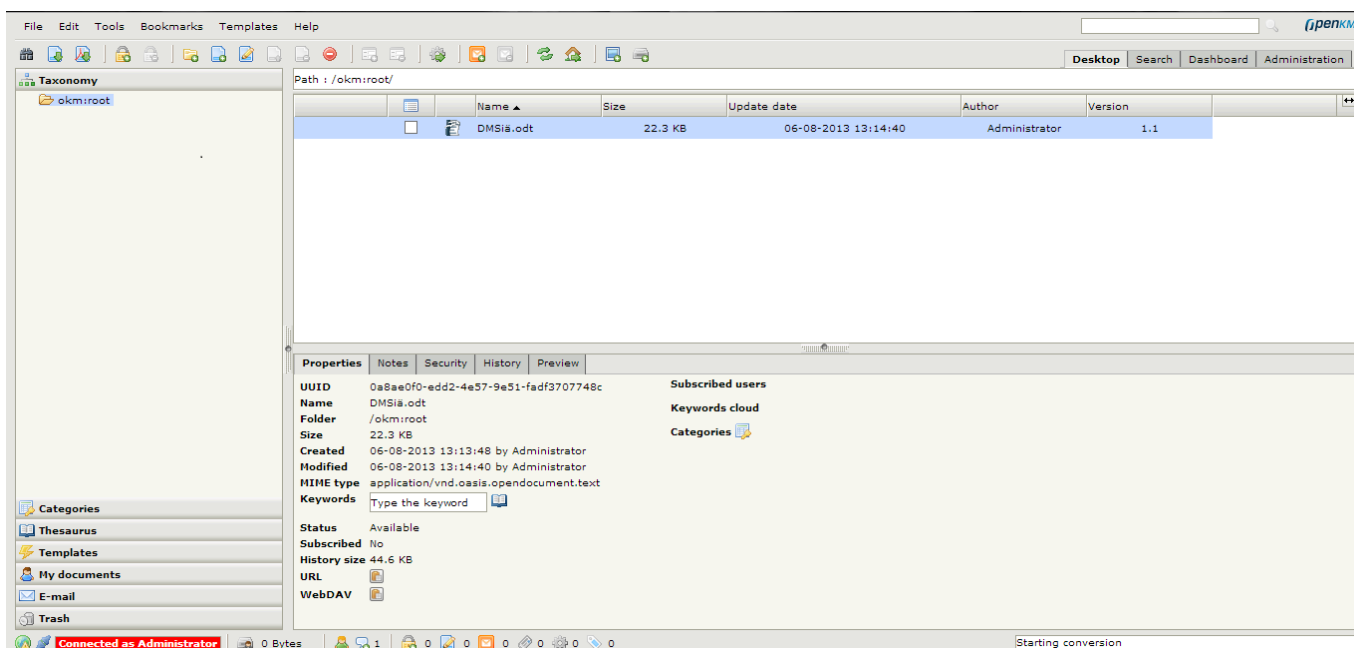 File Edit Tools Bookmarks Templates Help
OpenKM
Desktop Search Dashboard Administration
Taxonomy
okm:root
Path : /okm:root/
Name Size Update date Author Version
DMSiä.odt 22.3 KB 06-08-2013 13:14:40 Administrator 1.1
Properties Notes Security History Preview
UUID 0a8ae0f0-edd2-4e57-9e51-fadf3707748c
Name DMSiä.odt
Folder /okm:root
Size 22.3 KB
Created 06-08-2013 13:13:48 by Administrator
Modified 06-08-2013 13:14:40 by Administrator
MIME type application/vnd.oasis.opendocument.text
Keywords Type the keyword
Status Available
Subscribed No
History size 44.6 KB
URL
WebDAV
Subscribed users
Keywords cloud
Categories
Categories
Thesaurus
Templates
My documents
E-mail
Trash
Connected as Administrator 0 Bytes 1 0 0 0 0 0 0 Starting conversion